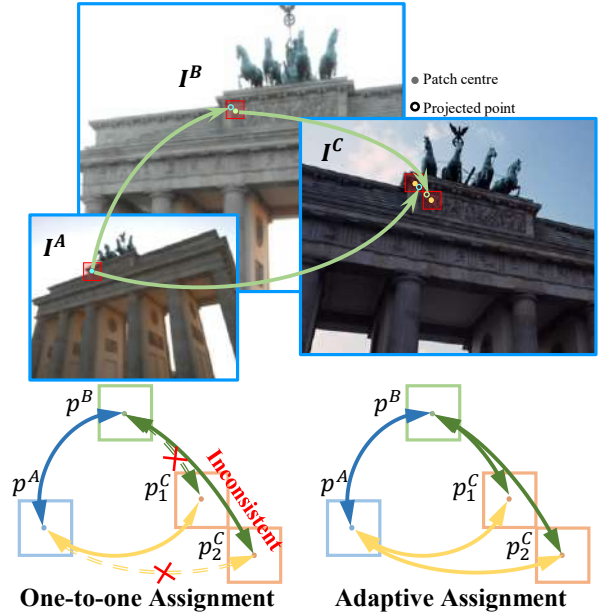 I^B
Patch centre
Projected point
I^C
I^A
p^B
p^A
p_1^C
p_2^C
Inconsistent
One-to-one Assignment
p^B
p^A
p_1^C
p_2^C
Adaptive Assignment